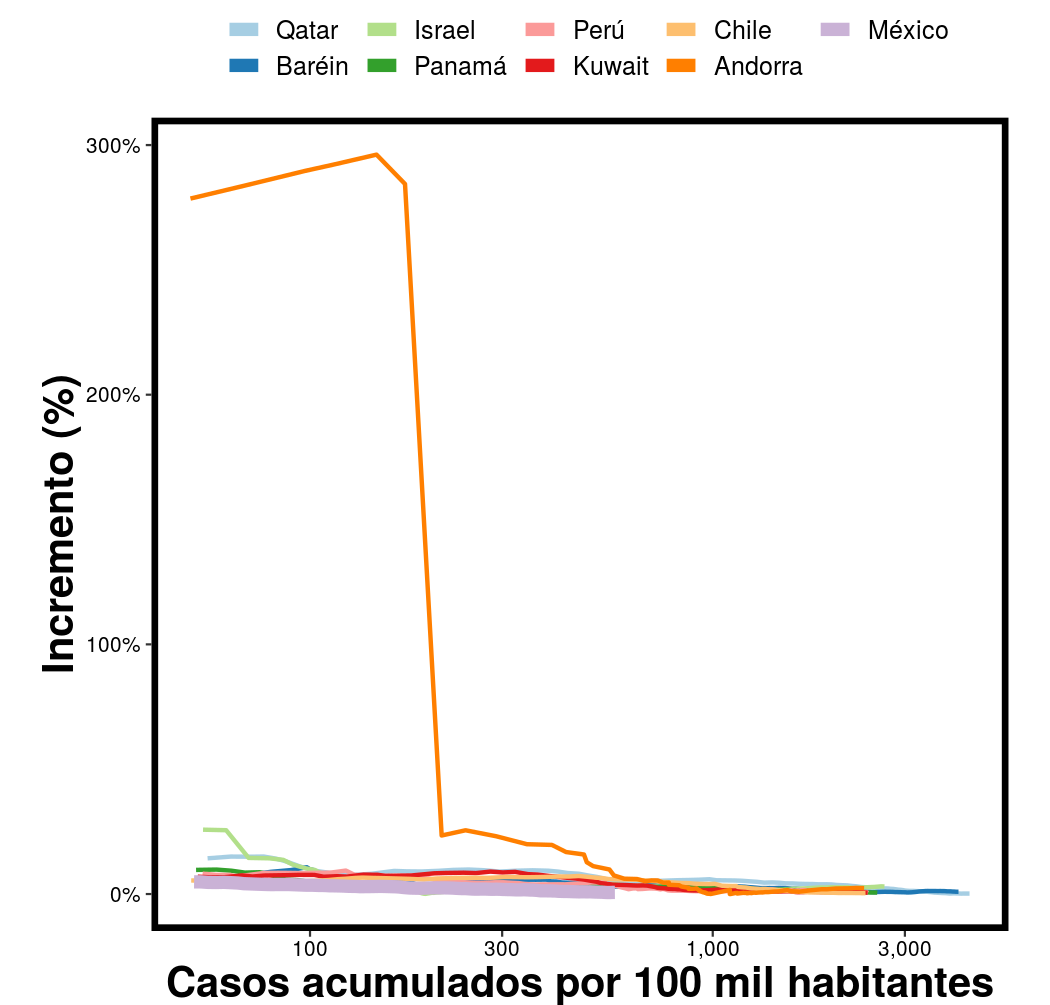 Qatar Israel Perú Chile México
Baréin Panamá Kuwait Andorra
300%
200%
100%
0%
Incremento (%)
100 300 1,000 3,000
Casos acumulados por 100 mil habitantes